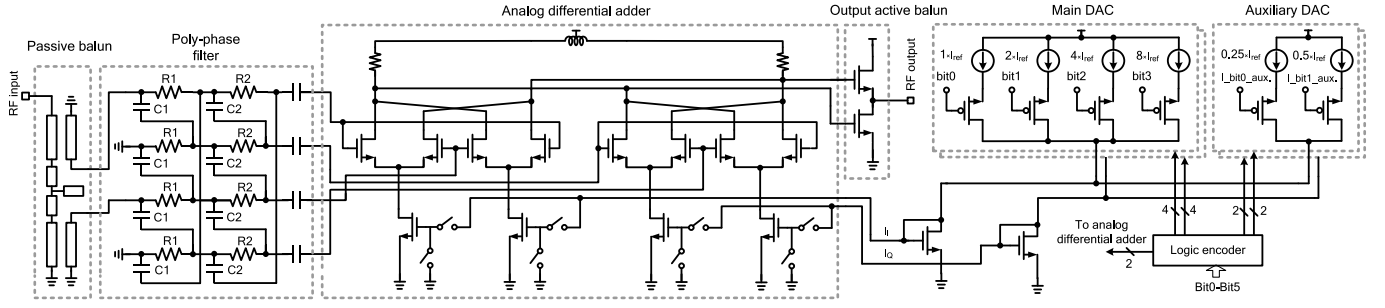 Passive balun
Poly-phase filter
Analog differential adder
Output active balun
Main DAC
Auxiliary DAC
RF input
R1
R2
C1
C2
R1
R2
C1
C2
R1
R2
C1
C2
R1
R2
C1
C2
RF output
1·Iref
2·Iref
4·Iref
8·Iref
bit0
bit1
bit2
bit3
0.25·Iref
0.5·Iref
I_bit0_aux.
I_bit1_aux.
II
IQ
4
4
2
2
To analog
differential adder
2
Logic encoder
Bit0-Bit5